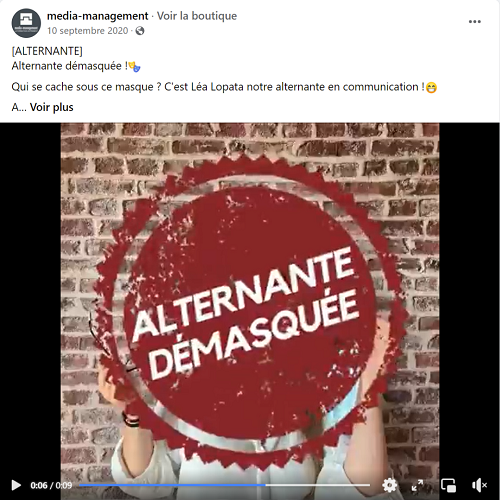 media-management · Voir la boutique
10 septembre 2020 ·
[ALTERNANTE]
Alternante démasquée !🎭
Qui se cache sous ce masque ? C'est Léa Lopata notre alternante en communication !😷
A... Voir plus
ALTERNANTE
DÉMASQUÉE
0:06 / 0:09